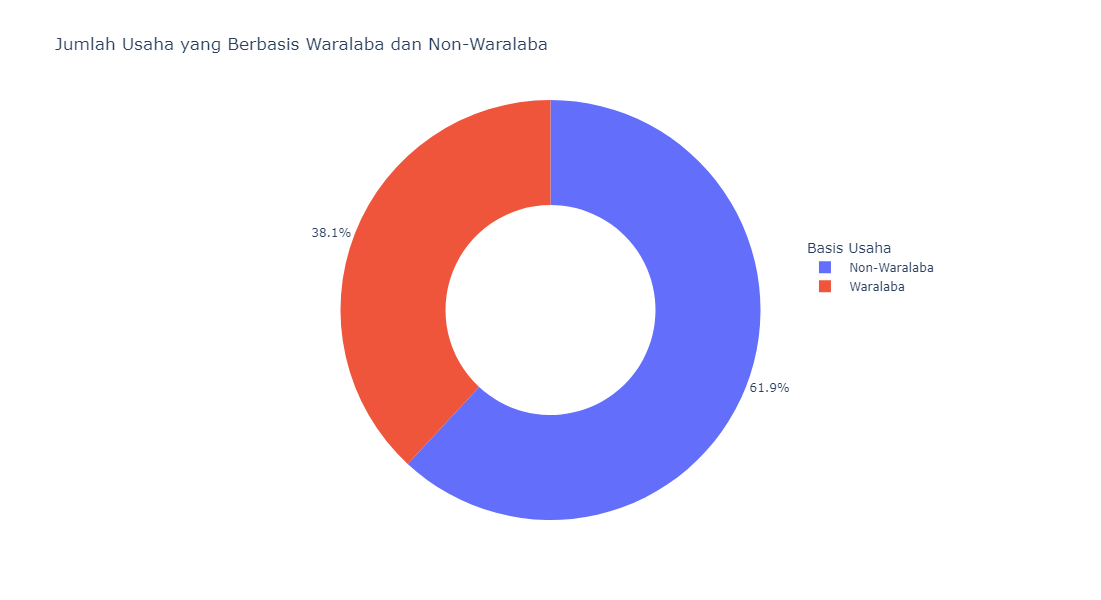 Jumlah Usaha yang Berbasis Waralaba dan Non-Waralaba
38.1%
Basis Usaha
Non-Waralaba
Waralaba
61.9%